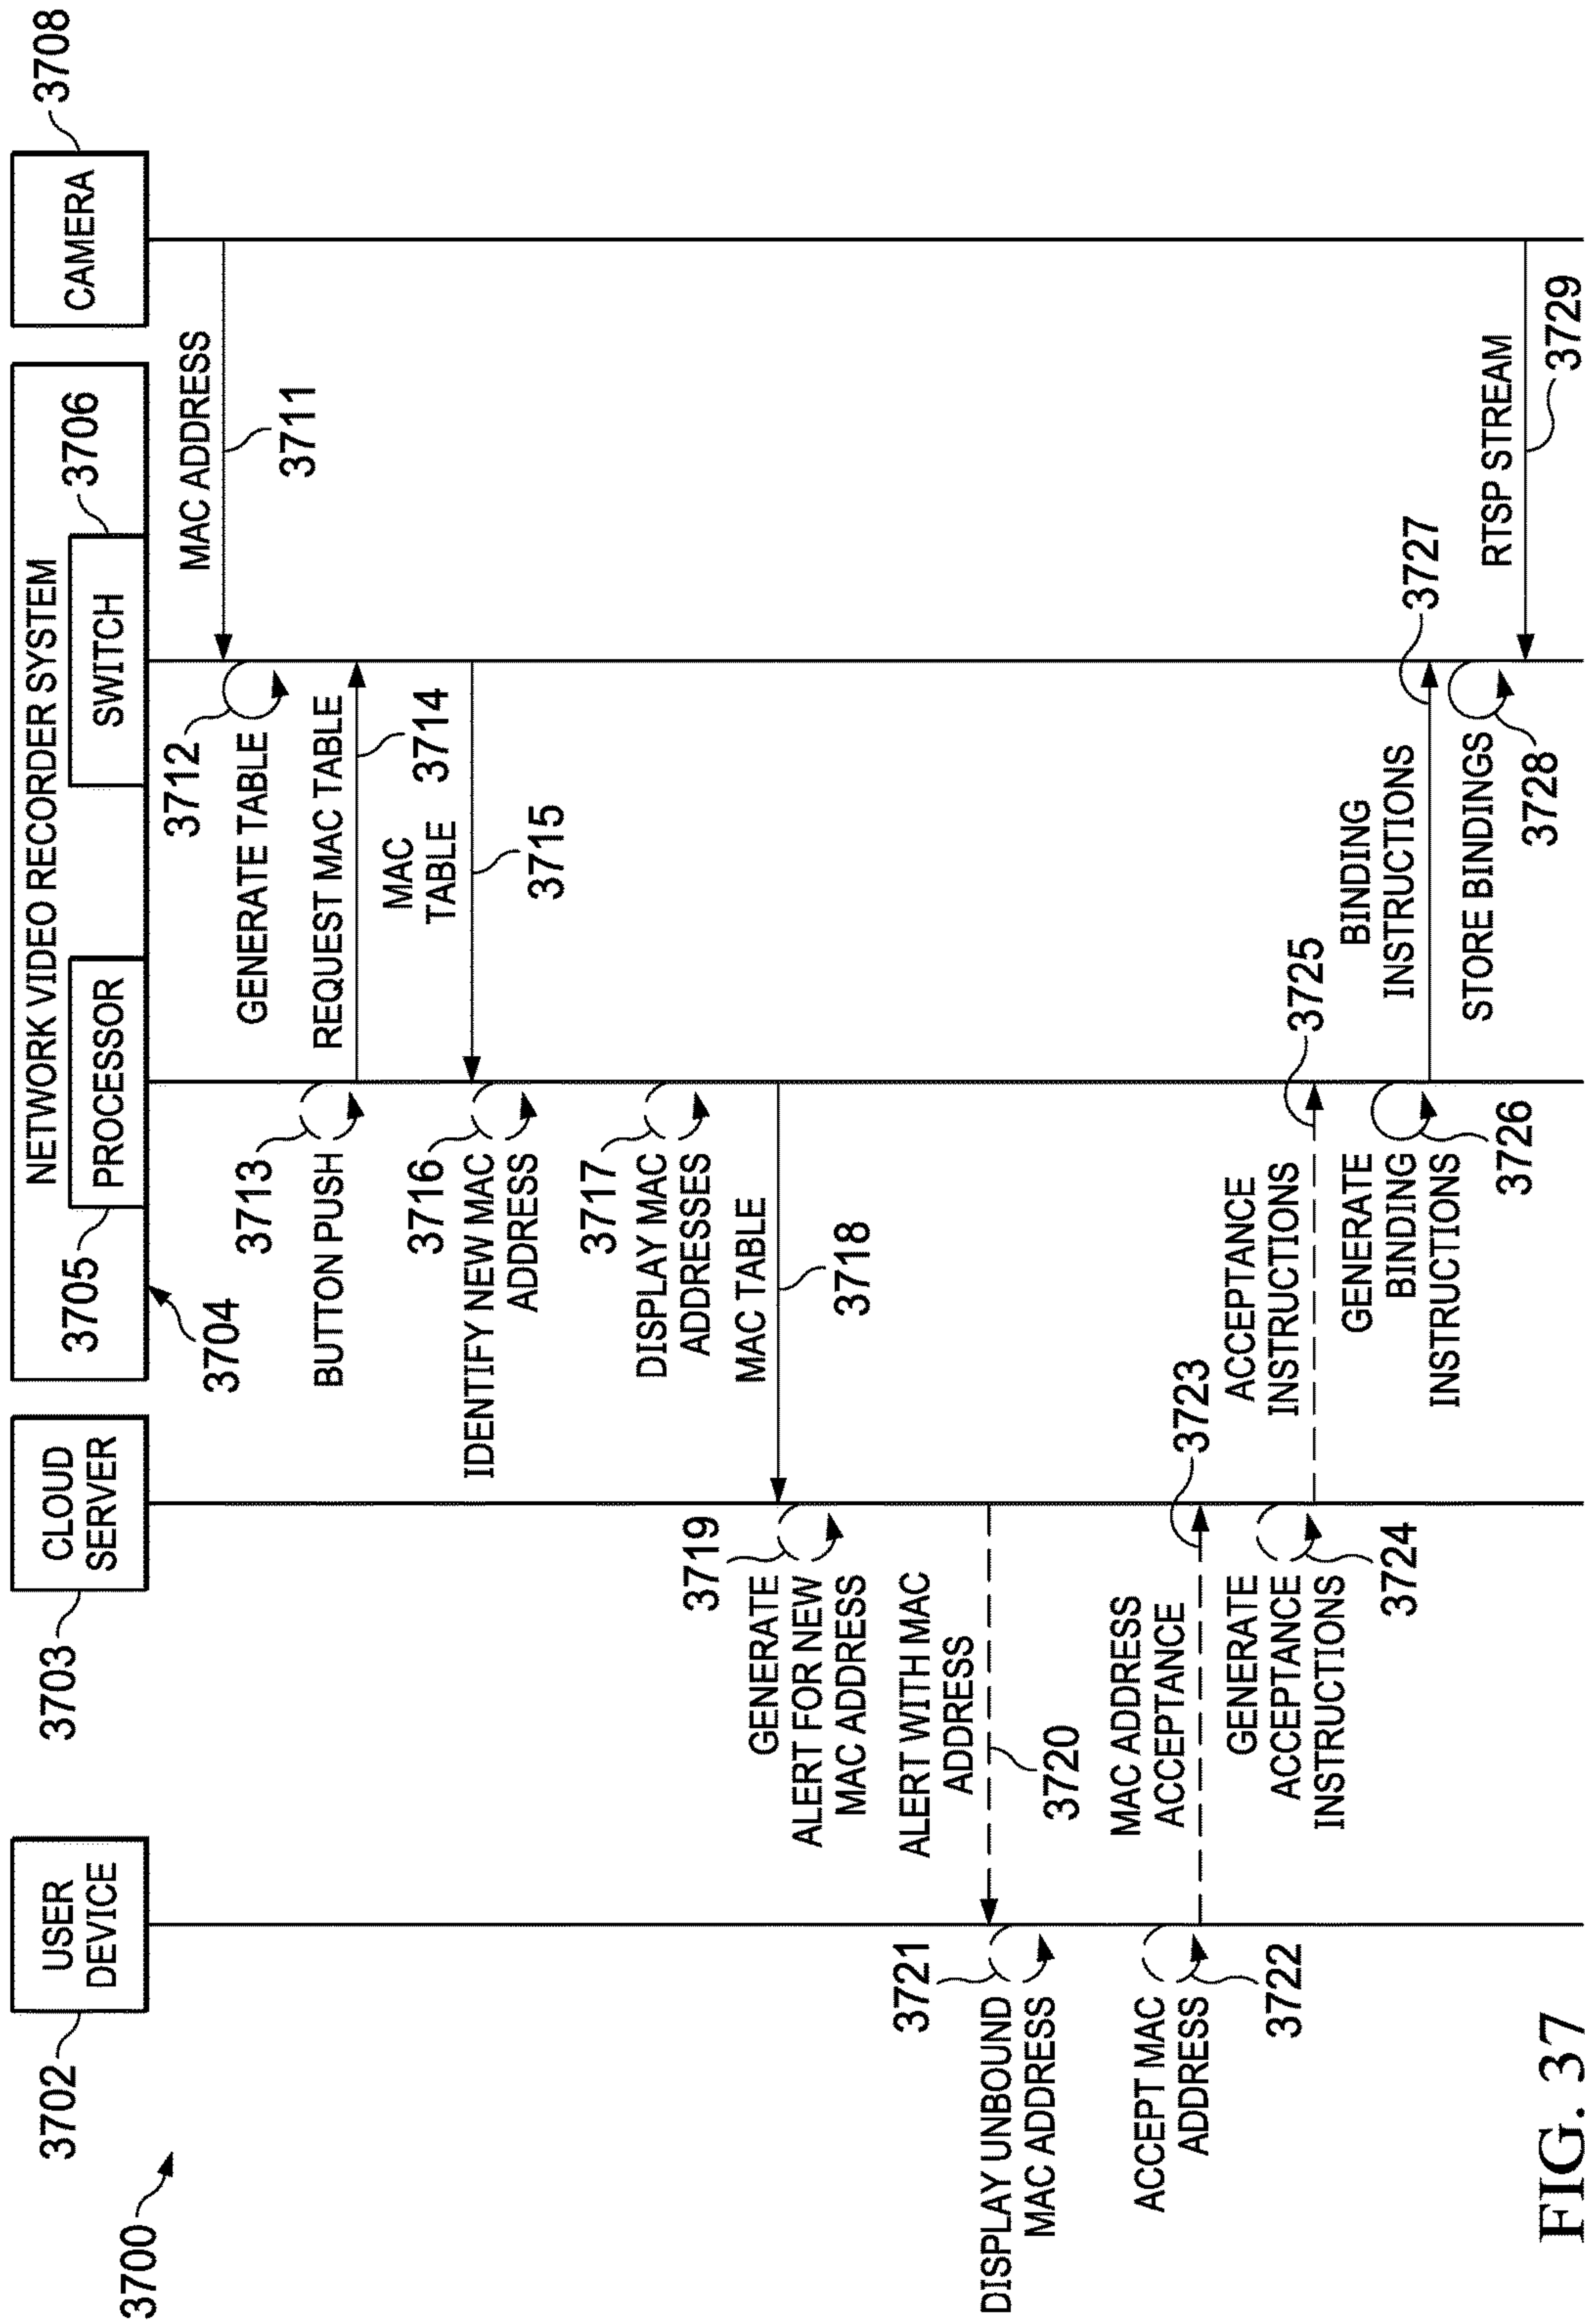 3700
3702
USER
DEVICE
3703
CLOUD
SERVER
3704
NETWORK VIDEO RECORDER SYSTEM
3705
PROCESSOR
SWITCH
3706
CAMERA
3708
MAC ADDRESS
3711
3712
GENERATE TABLE
3713
BUTTON PUSH
REQUEST MAC TABLE
3714
MAC
TABLE
3715
3716
IDENTIFY NEW MAC
ADDRESS
3717
DISPLAY MAC
ADDRESSES
MAC TABLE
3718
3719
GENERATE
ALERT FOR NEW
MAC ADDRESS
ALERT WITH MAC
ADDRESS
3720
3721
DISPLAY UNBOUND
MAC ADDRESS
ACCEPT MAC
ADDRESS
3722
MAC ADDRESS
ACCEPTANCE
3723
GENERATE
ACCEPTANCE
INSTRUCTIONS
3724
ACCEPTANCE
INSTRUCTIONS
3725
GENERATE
BINDING
INSTRUCTIONS
3726
BINDING
INSTRUCTIONS
3727
STORE BINDINGS
3728
RTSP STREAM
3729
FIG. 37